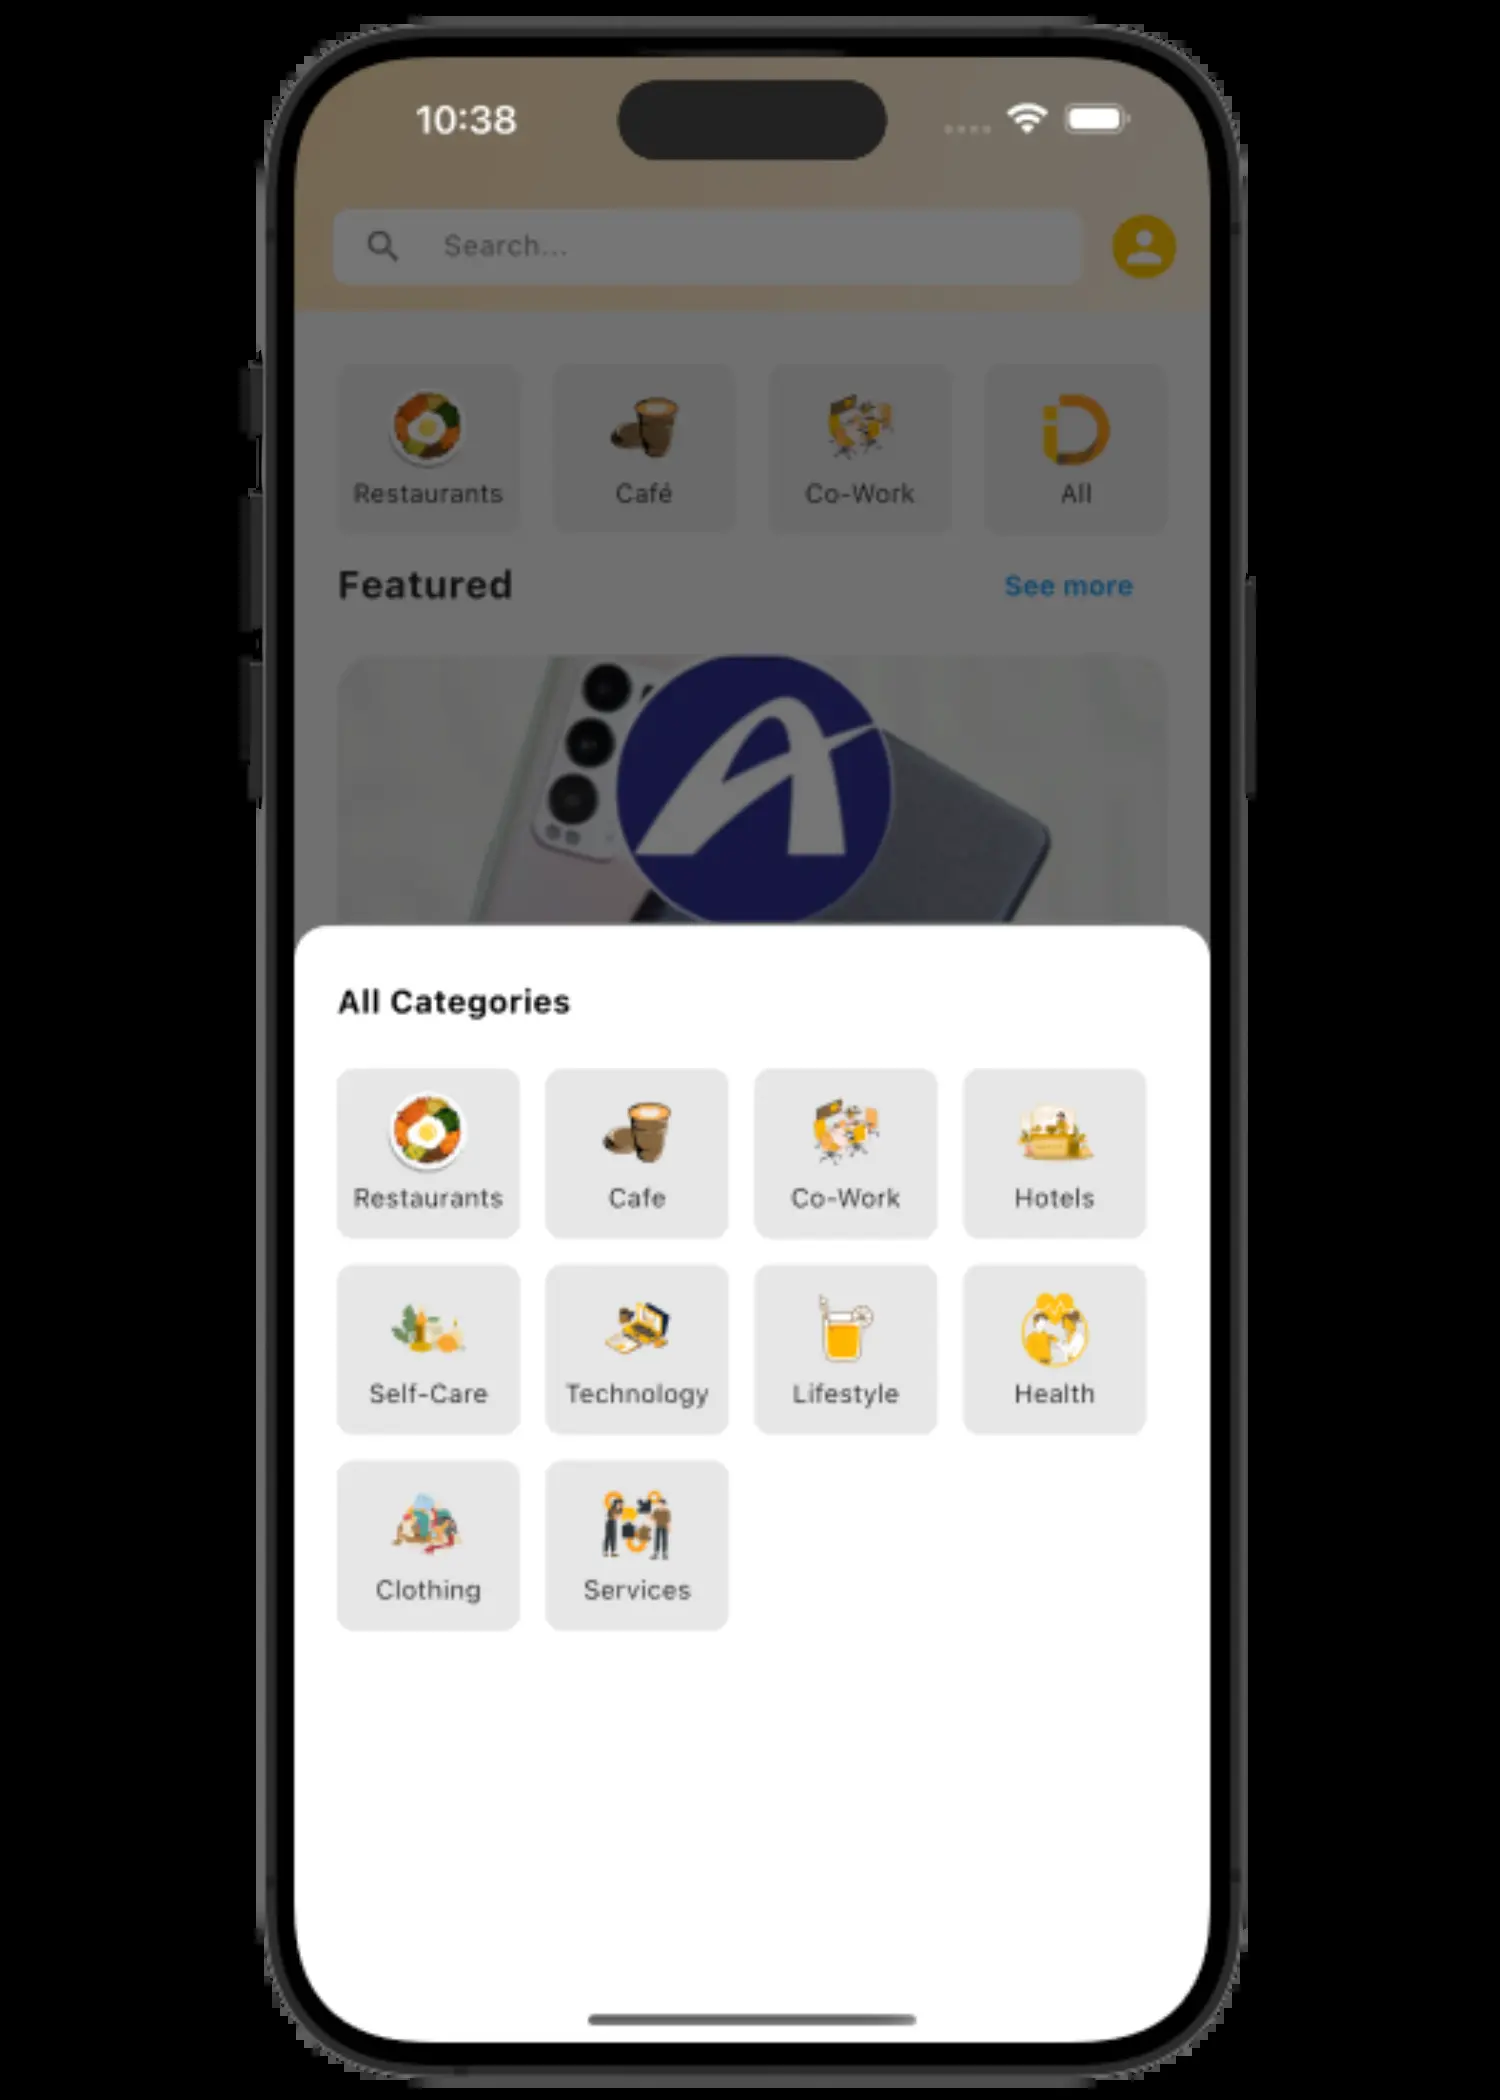 10:38
Search...
Restaurants Café Co-Work All
Featured See more
All Categories
Restaurants Cafe Co-Work Hotels
Self-Care Technology Lifestyle Health
Clothing Services